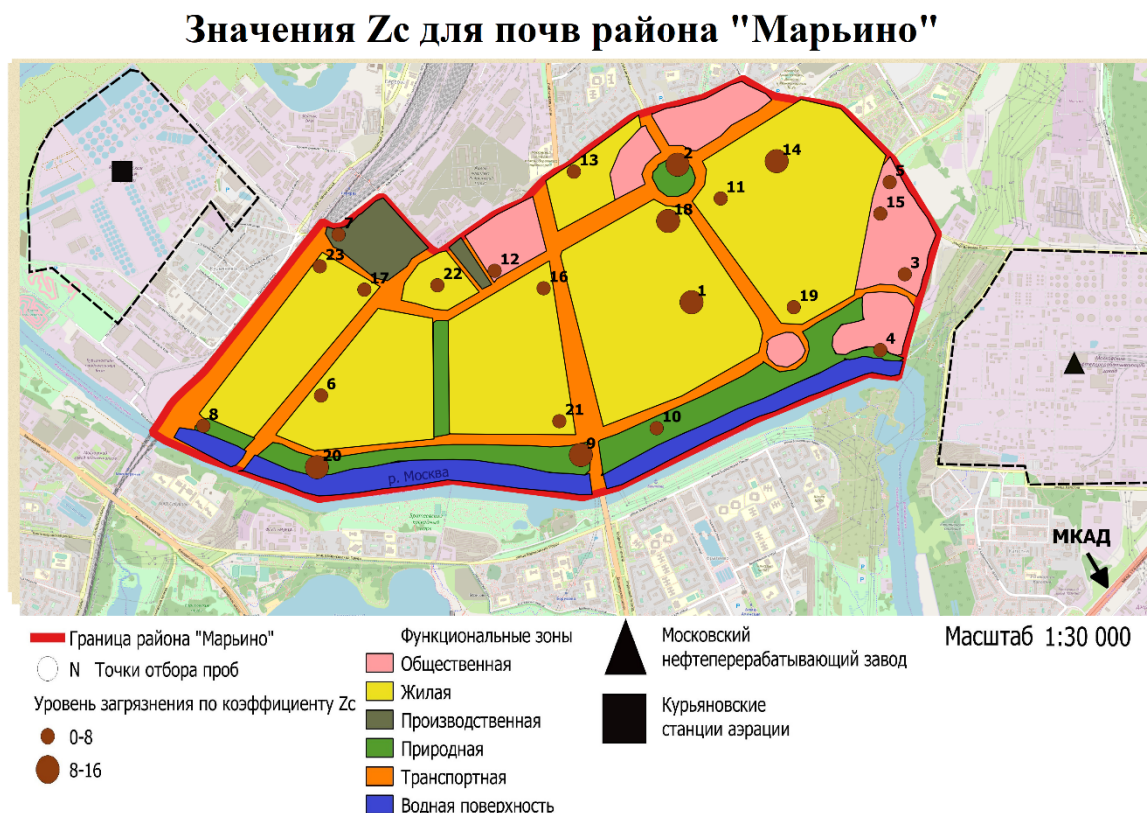 Значения Zc для почв района "Марьино"
14
2
13
5
11
15
18
7
12
3
23
22
17
16
1
19
4
6
21
8
10
9
20
р. Москва
МКАД
Граница района "Марьино"
N Точки отбора проб
Уровень загрязнения по коэффициенту Zc
0-8
8-16
Функциональные зоны
Общественная
Жилая
Производственная
Природная
Транспортная
Водная поверхность
Московский
нефтеперерабатывающий завод
Курьяновские
станции аэрации
Масштаб 1:30 000